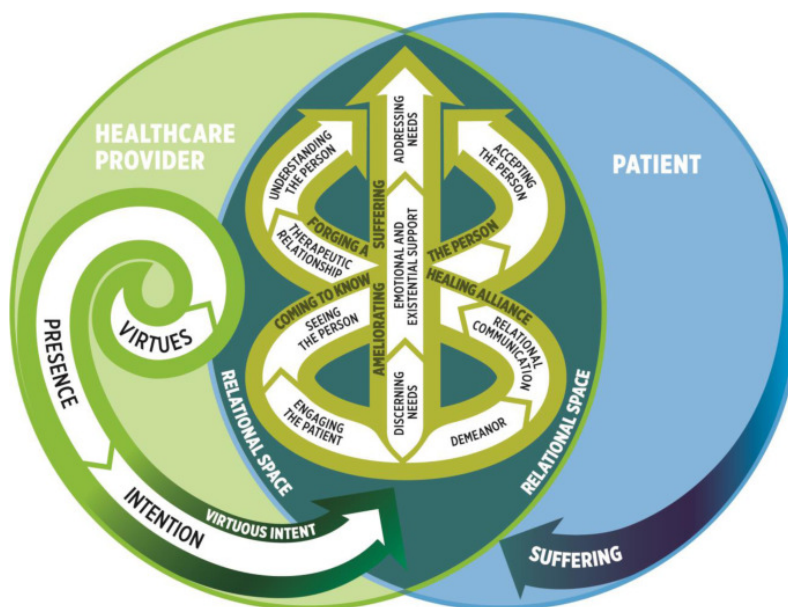 HEALTHCARE
PROVIDER
PATIENT
VIRTUES
PRESENCE
INTENTION
VIRTUOUS INTENT
SUFFERING
RELATIONAL SPACE
RELATIONAL SPACE
UNDERSTANDING
THE PERSON
ADDRESSING
NEEDS
ACCEPTING
THE PERSON
FORGING A
THERAPEUTIC
RELATIONSHIP
AMELIORATING
SUFFERING
EMOTIONAL AND
EXISTENTIAL SUPPORT
THE PERSON
COMING TO KNOW
HEALING ALLIANCE
SEEING
THE PERSON
RELATIONAL
COMMUNICATION
ENGAGING
THE PATIENT
DISCERNING
NEEDS
DEMEANOR